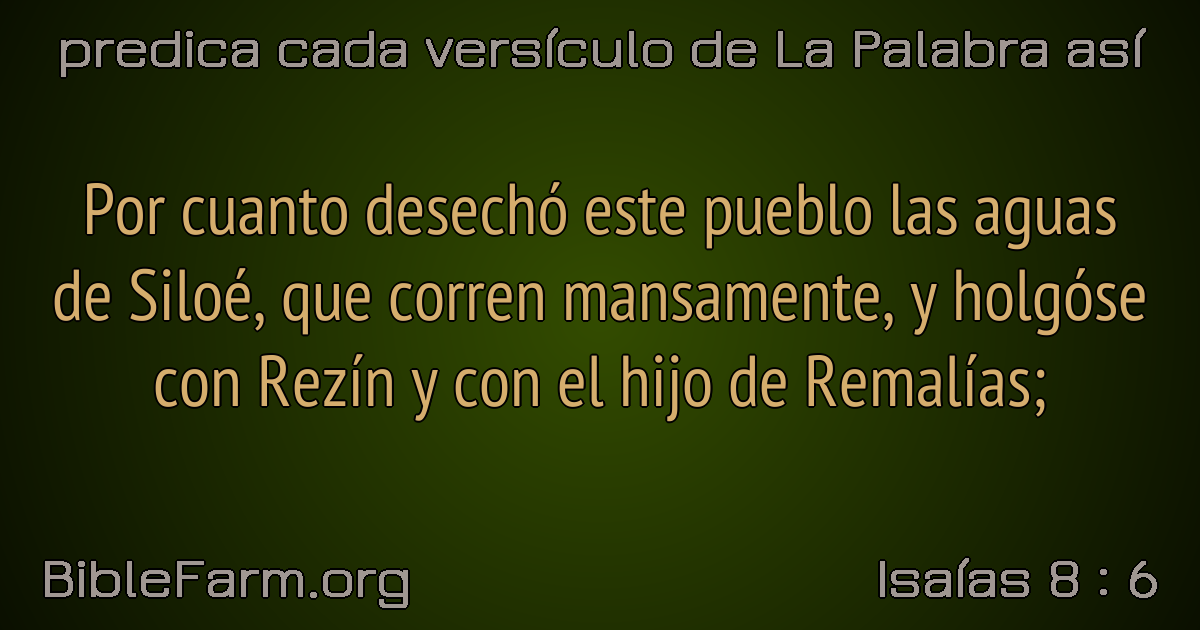 predica cada versículo de La Palabra así
Por cuanto desechó este pueblo las aguas
de Siloé, que corren mansamente, y holgóse
con Rezín y con el hijo de Remalías;
BibleFarm.org
Isaías 8 : 6